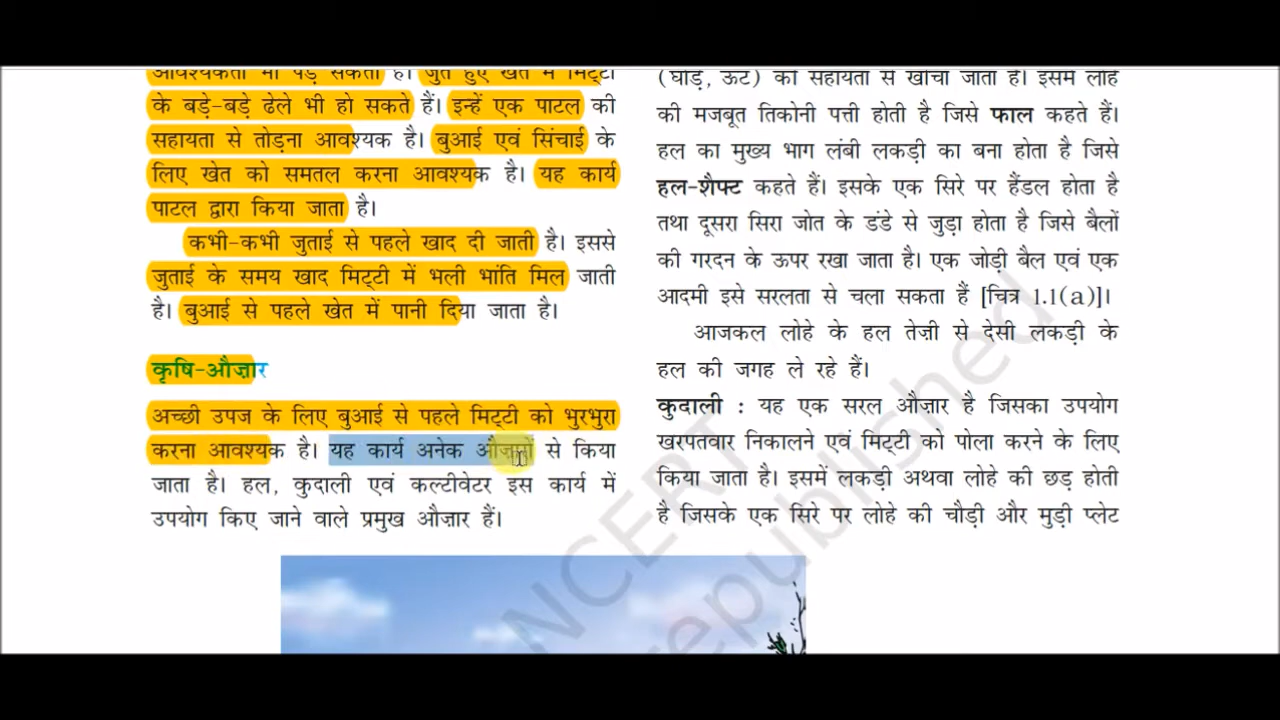 आवश्यकता भी पड़ सकती है। जुते हुए खेत में मिट्टी
के बड़े-बड़े ढेले भी हो सकते हैं। इन्हें एक पाटल की
सहायता से तोड़ना आवश्यक है। बुआई एवं सिंचाई के
लिए खेत को समतल करना आवश्यक है। यह कार्य
पाटल द्वारा किया जाता है।
कभी-कभी जुताई से पहले खाद दी जाती है। इससे
जुताई के समय खाद मिट्टी में भली भांति मिल जाती
है। बुआई से पहले खेत में पानी दिया जाता है।
कृषि-औज़ार
अच्छी उपज के लिए बुआई से पहले मिट्टी को भुरभुरा
करना आवश्यक है। यह कार्य अनेक औज़ारों से किया
जाता है। हल, कुदाली एवं कल्टीवेटर इस कार्य में
उपयोग किए जाने वाले प्रमुख औज़ार हैं।
(घोड़े, ऊँट) की सहायता से खींचा जाता है। इसमें लोहे
की मजबूत तिकोनी पत्ती होती है जिसे फाल कहते हैं।
हल का मुख्य भाग लंबी लकड़ी का बना होता है जिसे
हल-शैफ्ट कहते हैं। इसके एक सिरे पर हैंडल होता है
तथा दूसरा सिरा जोत के डंडे से जुड़ा होता है जिसे बैलों
की गरदन के ऊपर रखा जाता है। एक जोड़ी बैल एवं एक
आदमी इसे सरलता से चला सकता हैं [चित्र 1.1(a)]।
आजकल लोहे के हल तेज़ी से देसी लकड़ी के
हल की जगह ले रहे हैं।
कुदाली : यह एक सरल औज़ार है जिसका उपयोग
खरपतवार निकालने एवं मिट्टी को पोला करने के लिए
किया जाता है। इसमें लकड़ी अथवा लोहे की छड़ होती
है जिसके एक सिरे पर लोहे की चौड़ी और मुड़ी प्लेट
NCERT
republished